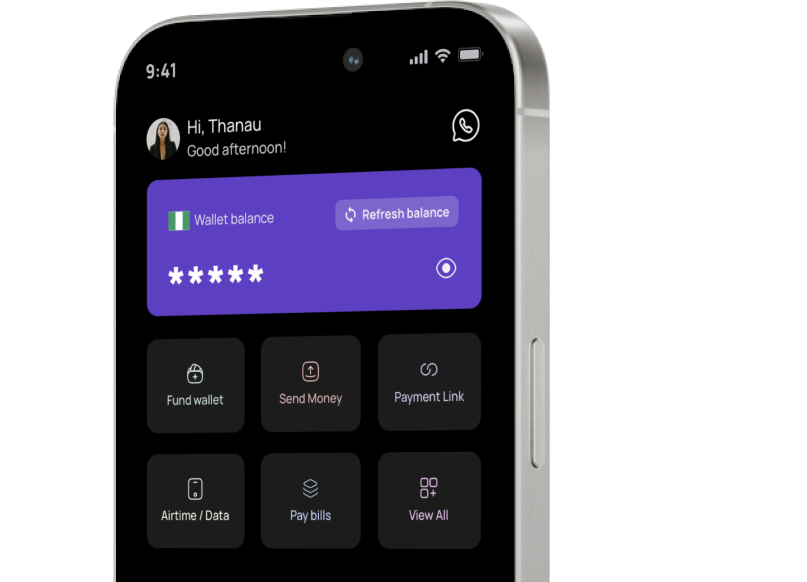 9:41
Hi, Thanau
Good afternoon!
Wallet balance
Refresh balance
*****
Fund wallet
Send Money
Payment Link
Airtime / Data
Pay bills
View All